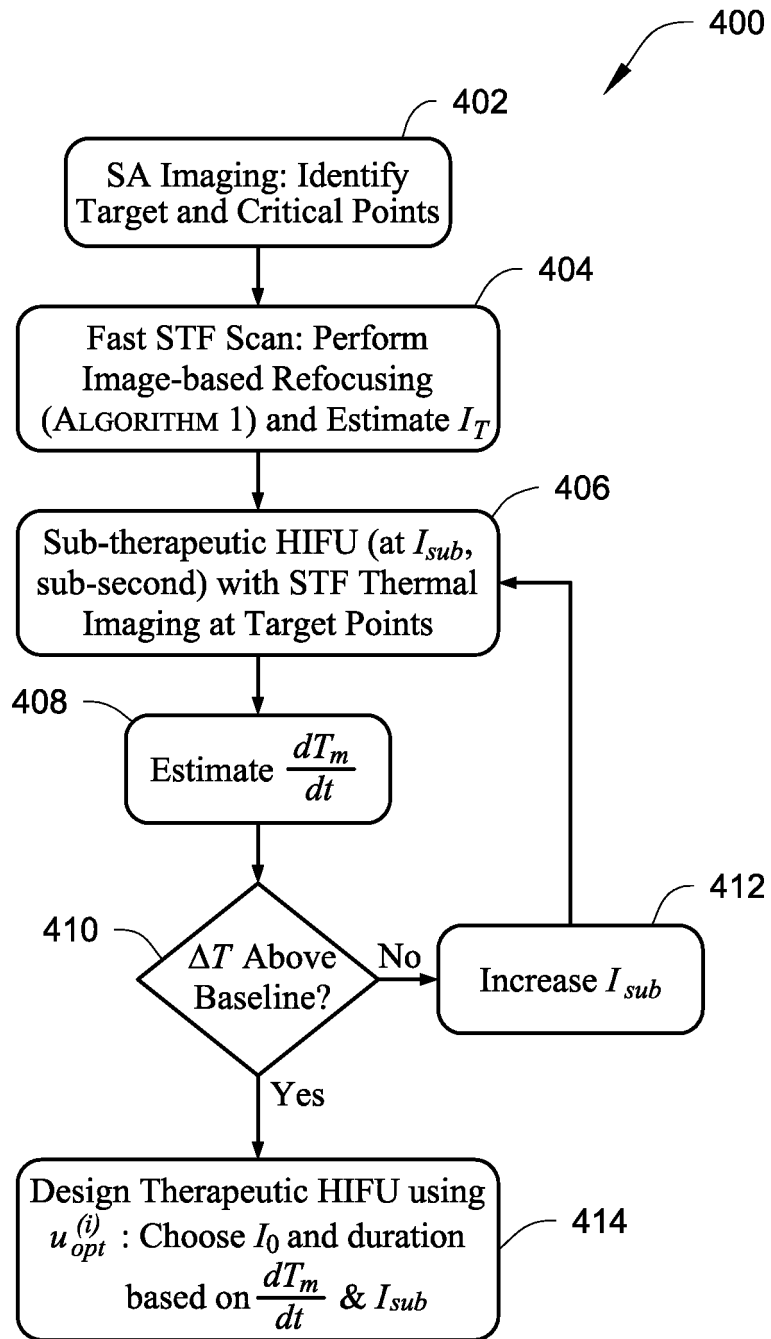 400
402
SA Imaging: Identify
Target and Critical Points
404
Fast STF Scan: Perform
Image-based Refocusing
(ALGORITHM 1) and Estimate I_T
406
Sub-therapeutic HIFU (at I_sub,
sub-second) with STF Thermal
Imaging at Target Points
408
Estimate dT_m/dt
410
ΔT Above
Baseline?
No
412
Increase I_sub
Yes
Design Therapeutic HIFU using
u_opt^(i) : Choose I_0 and duration
based on dT_m/dt & I_sub
414